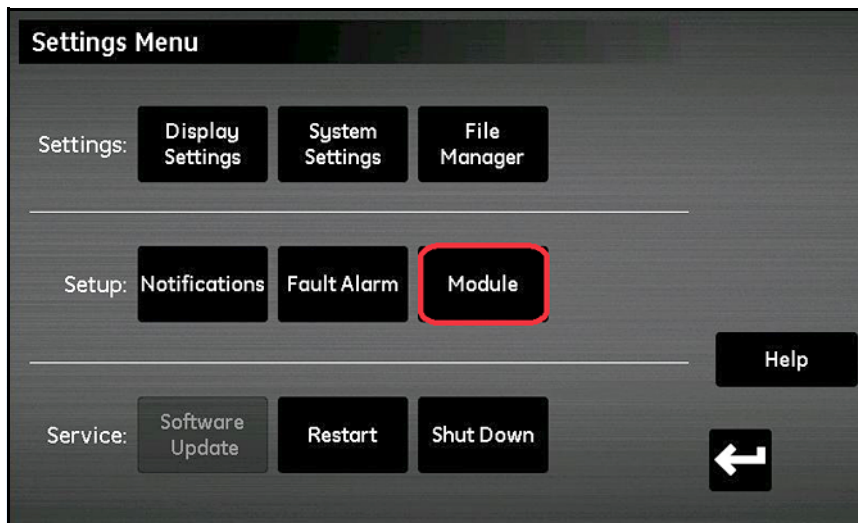 Settings Menu
Settings:
Display
Settings
System
Settings
File
Manager
Setup:
Notifications
Fault Alarm
Module
Help
Service:
Software
Update
Restart
Shut Down